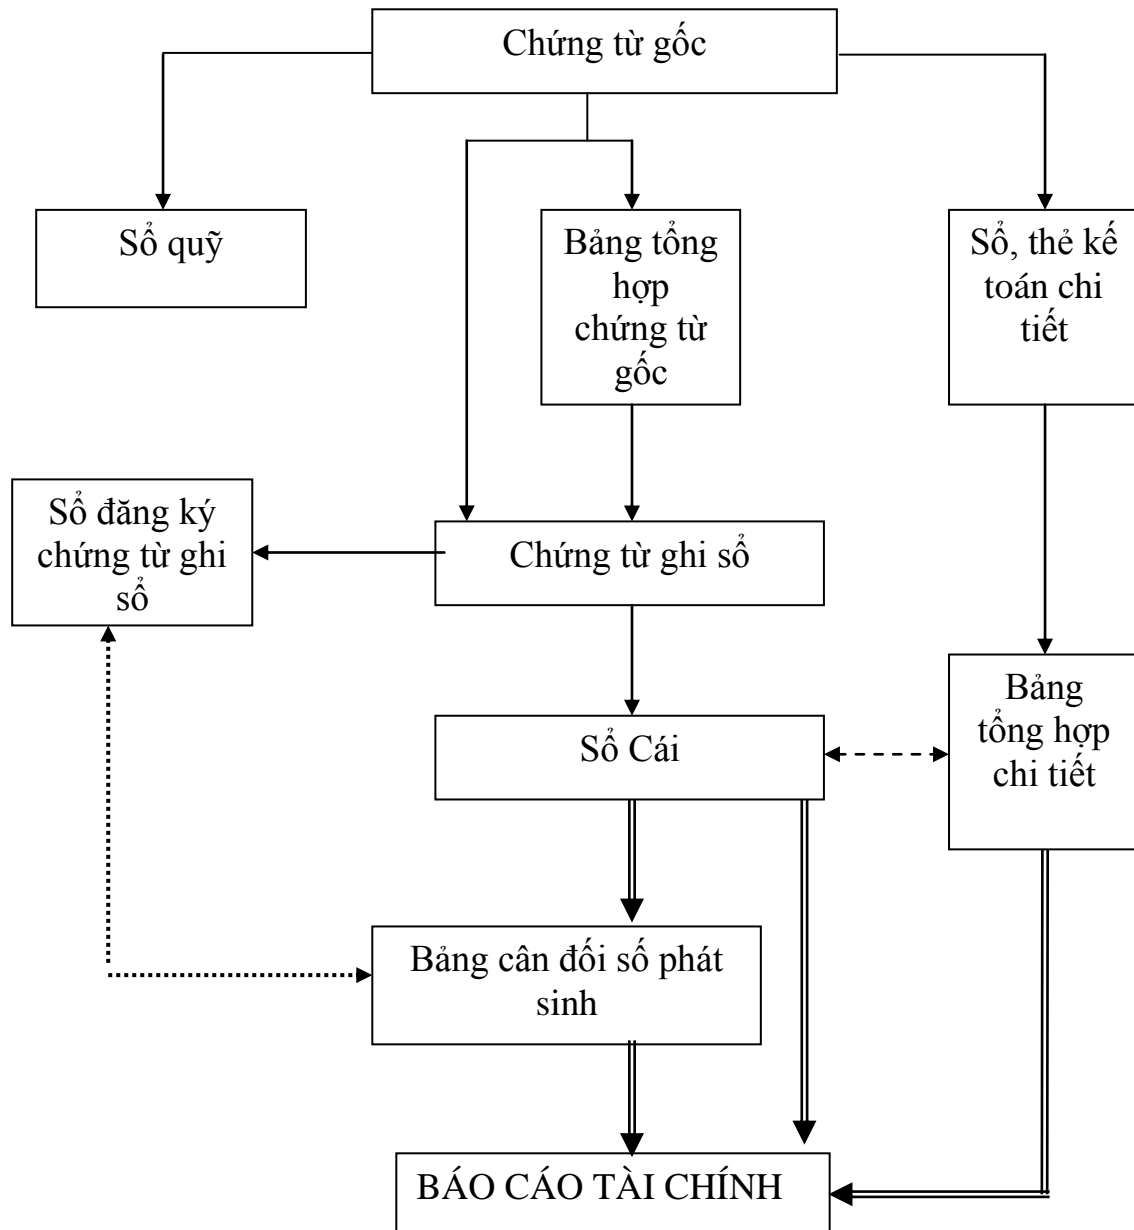 Chứng từ gốc
Sổ quỹ
Bảng tổng
hợp
chứng từ
gốc
Sổ, thẻ kế
toán chi
tiết
Sổ đăng ký
chứng từ ghi
sổ
Chứng từ ghi sổ
Bảng
tổng hợp
chi tiết
Sổ Cái
Bảng cân đối số phát
sinh
BÁO CÁO TÀI CHÍNH